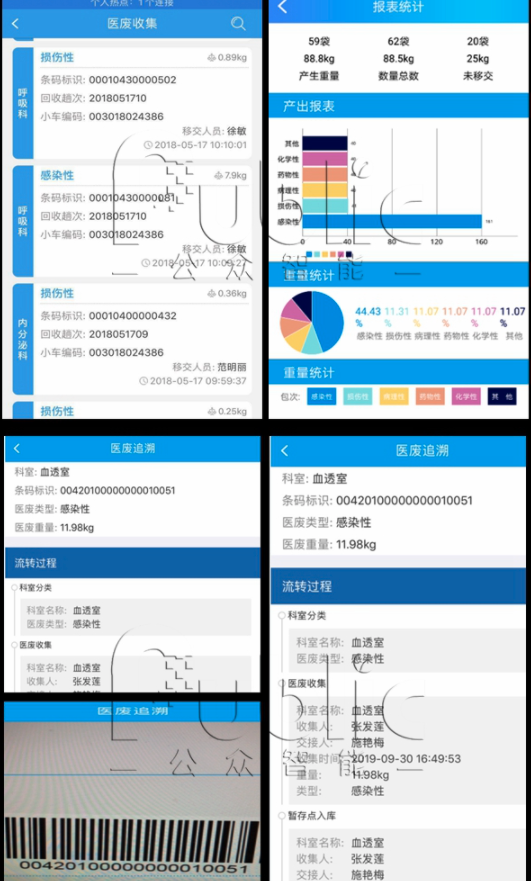 个人热点: 1 个连接
医废收集
呼吸科
损伤性
0.89kg
条码标识: 00010430000502
回收趟次: 2018051710
小车编码: 003018024386
移交人员: 徐敏
2018-05-17 10:10:01
呼吸科
感染性
7.9kg
条码标识: 00010430000081
回收趟次: 2018051710
小车编码: 003018024386
移交人员: 徐敏
2018-05-17 10:09:27
内分泌科
损伤性
0.36kg
条码标识: 00010400000432
回收趟次: 2018051709
小车编码: 003018024386
移交人员: 范明丽
2018-05-17 09:59:37
损伤性
0.25kg
报表统计
59袋 62袋 20袋
88.8kg 88.5kg 25kg
产生重量 数量总数 未移交
产出报表
其他
化学性
药物性
病理性
损伤性
感染性
0 40 80 120 160
重量统计
44.43 11.31 11.07 11.07 11.07 11.07
% % % % % %
感染性 损伤性 病理性 药物性 化学性 其他
重量统计
包次: 感染性 损伤性 病理性 药物性 化学性 其 他
医废追溯
科室: 血透室
条码标识: 00420100000000010051
医废类型: 感染性
医废重量: 11.98kg
流转过程
科室分类
科室名称: 血透室
医废类型: 感染性
医废收集
科室名称: 血透室
收集人: 张发莲
医废追溯
00420100000000010051
医废追溯
科室: 血透室
条码标识: 00420100000000010051
医废类型: 感染性
医废重量: 11.98kg
流转过程
科室分类
科室名称: 血透室
医废类型: 感染性
医废收集
科室名称: 血透室
收集人: 张发莲
交接人: 施艳梅
收集时间: 2019-09-30 16:49:53
重量: 11.98kg
类型: 感染性
暂存点入库
科室名称: 血透室
收集人: 张发莲
交接人: 施艳梅
Public
公众智能